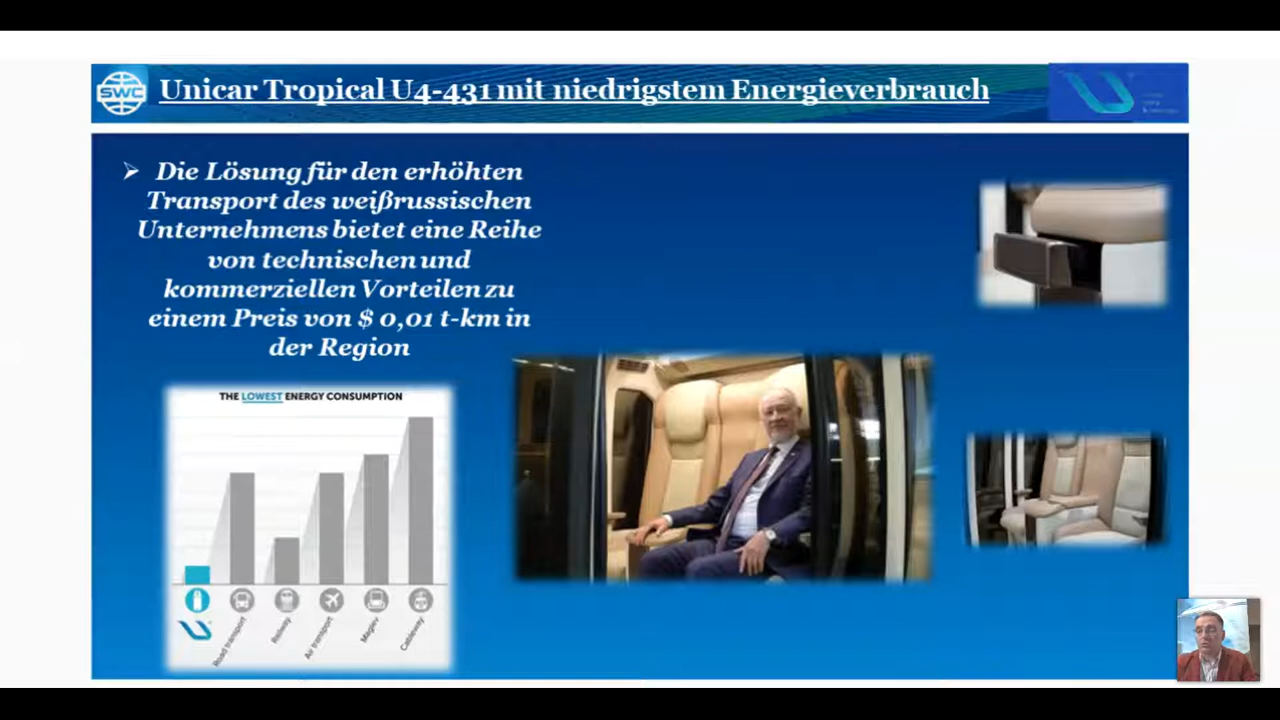 SWC
Unicar Tropical U4-431 mit niedrigstem Energieverbrauch
Die Lösung für den erhöhten
Transport des weißrussischen
Unternehmens bietet eine Reihe
von technischen und
kommerziellen Vorteilen zu
einem Preis von $ 0,01 t-km in
der Region
THE LOWEST ENERGY CONSUMPTION
Road transport
Railway
Air transport
Maglev
Cableway